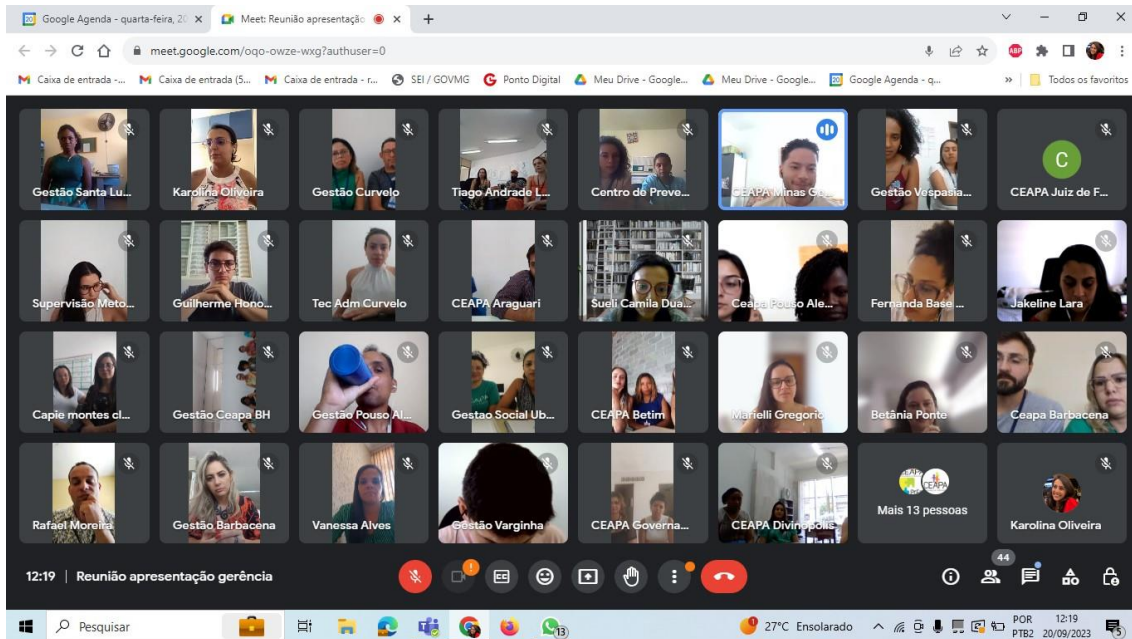 Google Agenda - quarta-feira, 20
Meet: Reunião apresentação
meet.google.com/oqo-owze-wxg?authuser=0
ABP
Caixa de entrada -...
Caixa de entrada (5...
Caixa de entrada - r...
SEI / GOVMG
Ponto Digital
Meu Drive - Google...
Meu Drive - Google...
Google Agenda - q...
»
Todos os favoritos
Gestão Santa Lu...
Karolina Oliveira
Gestão Curvelo
Tiago Andrade L...
Centro de Preve...
CEAPA Minas Ge...
Gestão Vespasia...
C
CEAPA Juiz de F...
Supervisão Meto...
Guilherme Hono...
Tec Adm Curvelo
CEAPA Araguari
Sueli Camila Dua...
Ceapa Pouso Ale...
Fernanda Base ...
Jakeline Lara
Capie montes cl...
Gestão Ceapa BH
Gestão Pouso Al...
Gestao Social Ub...
CEAPA Betim
Marielli Gregorio
Betânia Ponte
Ceapa Barbacena
Rafael Moreira
Gestão Barbacena
Vanessa Alves
Gestão Varginha
CEAPA Governa...
CEAPA Divinópolis
CEAPA
Mais 13 pessoas
Karolina Oliveira
12:19 | Reunião apresentação gerência
CC
44
Pesquisar
13
27°C Ensolarado
POR
PTB2
12:19
20/09/2023
5